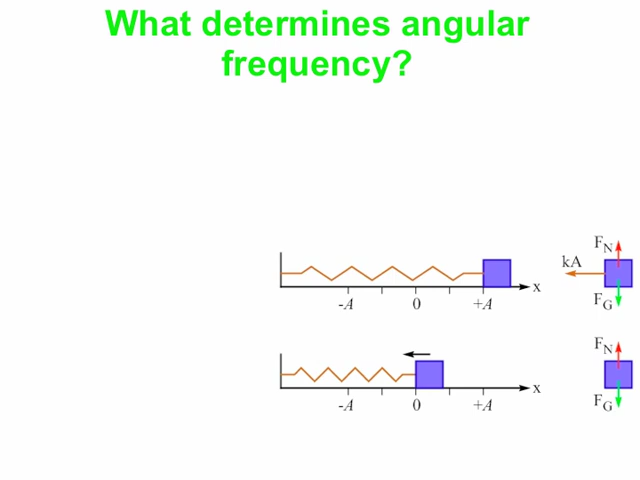 What determines angular
frequency?
F_N
kA
x
-A 0 +A
F_G
F_N
x
-A 0 +A
F_G